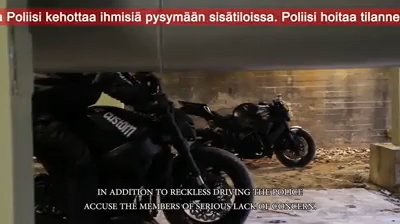 Poliisi kehottaa ihmisiä pysymään sisätiloissa. Poliisi hoitaa tilanne
custom
IN ADDITION TO RECKLESS DRIVING THE POLICE
ACCUSE THE MEMBERS OF SERIOUS LACK OF CONCERN.